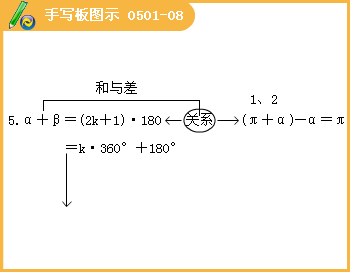 手写板图示 0501-08
和与差
1、2
5.α＋β＝(2k＋1)·180←关系→(π＋α)－α＝π
＝k·360°＋180°